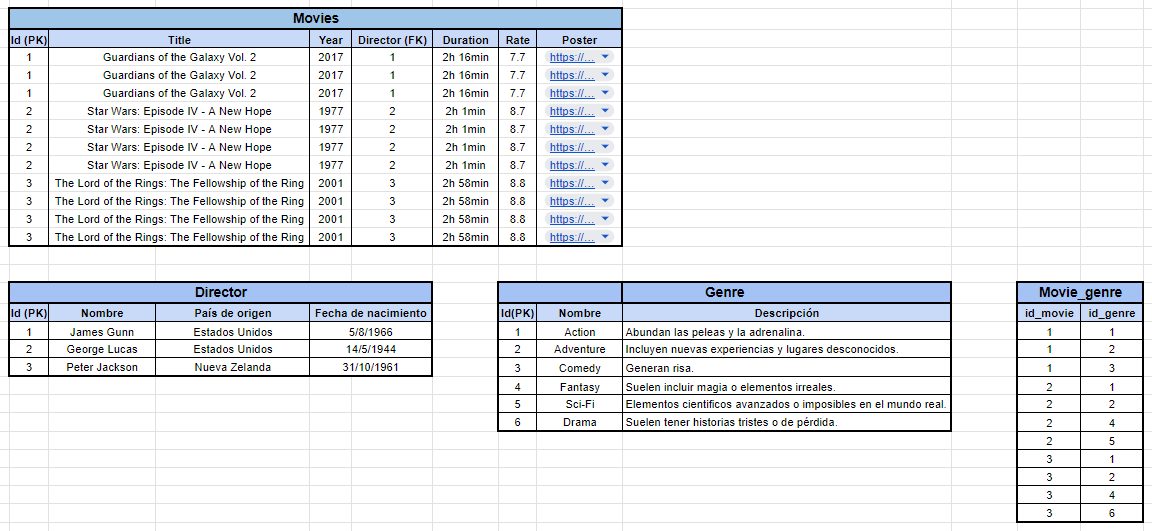 Movies
Id (PK) Title Year Director (FK) Duration Rate Poster
1 Guardians of the Galaxy Vol. 2 2017 1 2h 16min 7.7 https://...
1 Guardians of the Galaxy Vol. 2 2017 1 2h 16min 7.7 https://...
1 Guardians of the Galaxy Vol. 2 2017 1 2h 16min 7.7 https://...
2 Star Wars: Episode IV - A New Hope 1977 2 2h 1min 8.7 https://...
2 Star Wars: Episode IV - A New Hope 1977 2 2h 1min 8.7 https://...
2 Star Wars: Episode IV - A New Hope 1977 2 2h 1min 8.7 https://...
2 Star Wars: Episode IV - A New Hope 1977 2 2h 1min 8.7 https://...
3 The Lord of the Rings: The Fellowship of the Ring 2001 3 2h 58min 8.8 https://...
3 The Lord of the Rings: The Fellowship of the Ring 2001 3 2h 58min 8.8 https://...
3 The Lord of the Rings: The Fellowship of the Ring 2001 3 2h 58min 8.8 https://...
3 The Lord of the Rings: The Fellowship of the Ring 2001 3 2h 58min 8.8 https://...
Director
Id (PK) Nombre País de origen Fecha de nacimiento
1 James Gunn Estados Unidos 5/8/1966
2 George Lucas Estados Unidos 14/5/1944
3 Peter Jackson Nueva Zelanda 31/10/1961
Genre
Id(PK) Nombre Descripción
1 Action Abundan las peleas y la adrenalina.
2 Adventure Incluyen nuevas experiencias y lugares desconocidos.
3 Comedy Generan risa.
4 Fantasy Suelen incluir magia o elementos irreales.
5 Sci-Fi Elementos cientificos avanzados o imposibles en el mundo real.
6 Drama Suelen tener historias tristes o de pérdida.
Movie_genre
id_movie id_genre
1 1
1 2
1 3
2 1
2 2
2 4
2 5
3 1
3 2
3 4
3 6